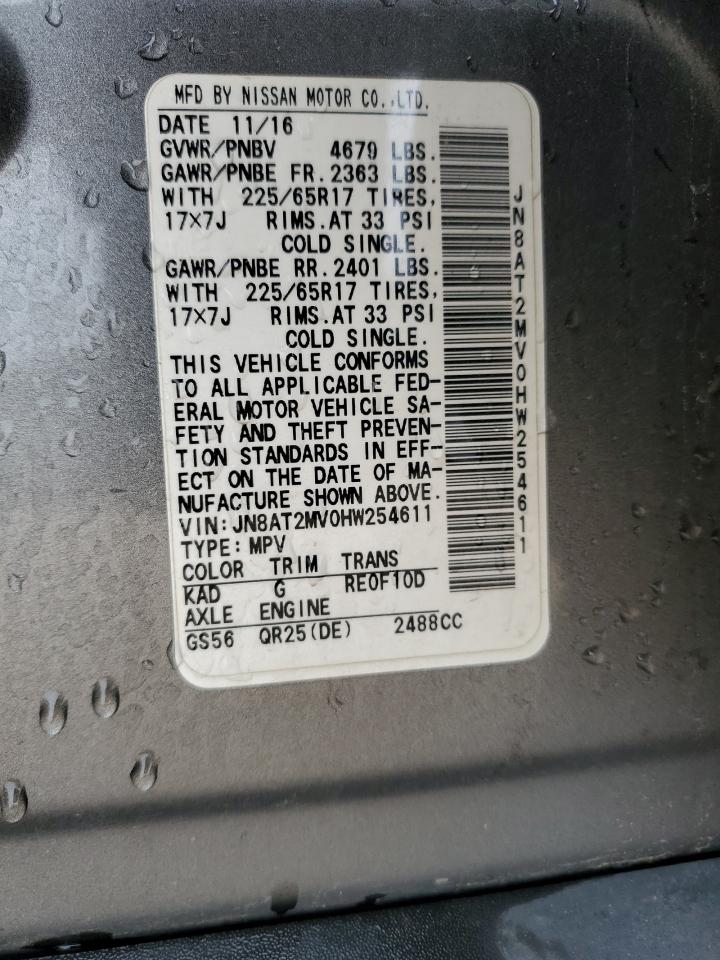 MFD BY NISSAN MOTOR CO.,LTD.
DATE 11/16
GVWR/PNBV 4679 LBS.
GAWR/PNBE FR. 2363 LBS.
WITH 225/65R17 TIRES,
17×7J RIMS.AT 33 PSI
COLD SINGLE.
GAWR/PNBE RR. 2401 LBS.
WITH 225/65R17 TIRES,
17×7J RIMS.AT 33 PSI
COLD SINGLE.
THIS VEHICLE CONFORMS
TO ALL APPLICABLE FED-
ERAL MOTOR VEHICLE SA-
FETY AND THEFT PREVEN-
TION STANDARDS IN EFF-
ECT ON THE DATE OF MA-
NUFACTURE SHOWN ABOVE.
VIN: JN8AT2MV0HW254611
TYPE: MPV
COLOR TRIM TRANS
KAD G RE0F10D
AXLE ENGINE
GS56 QR25(DE) 2488CC
JN8AT2MV0HW254611